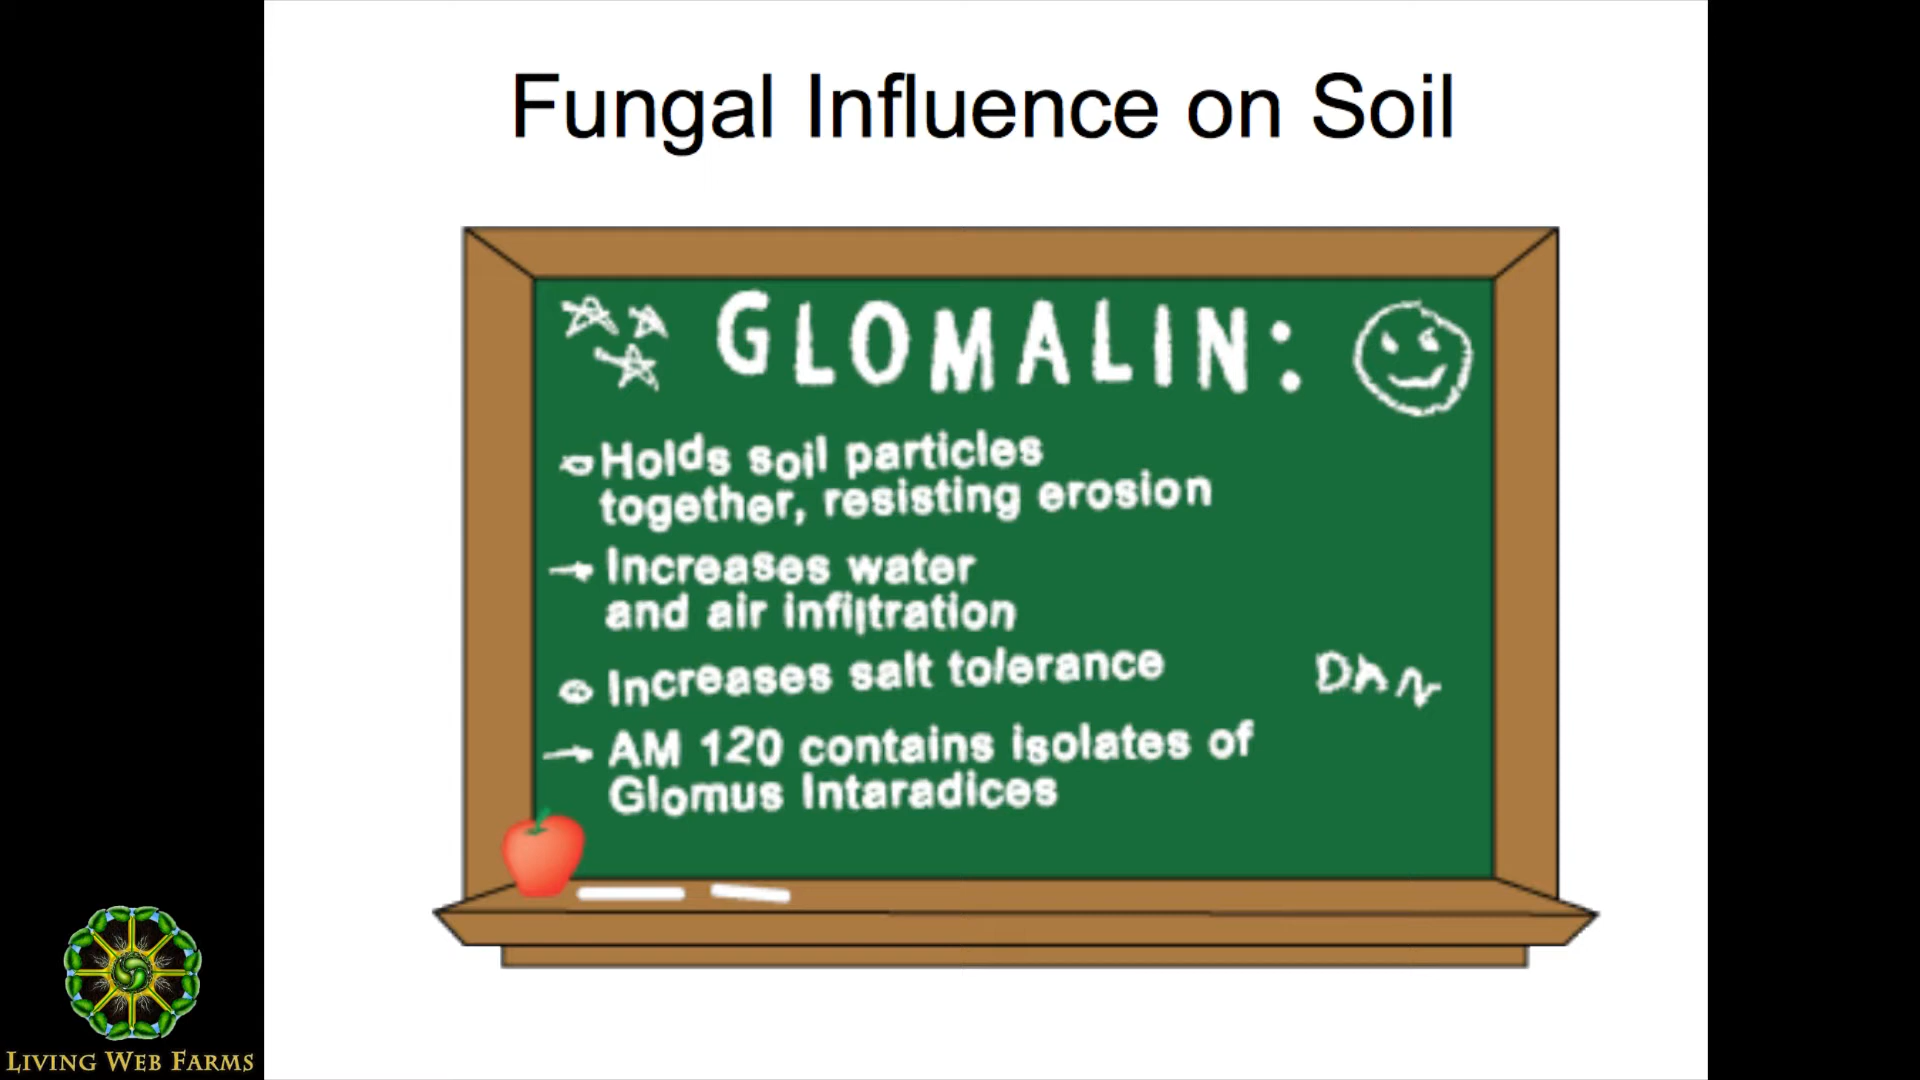 Fungal Influence on Soil
GLOMALIN:
Holds soil particles
together, resisting erosion
Increases water
and air infiltration
Increases salt tolerance
DAN
AM 120 contains isolates of
Glomus Intaradices
LIVING WEB FARMS